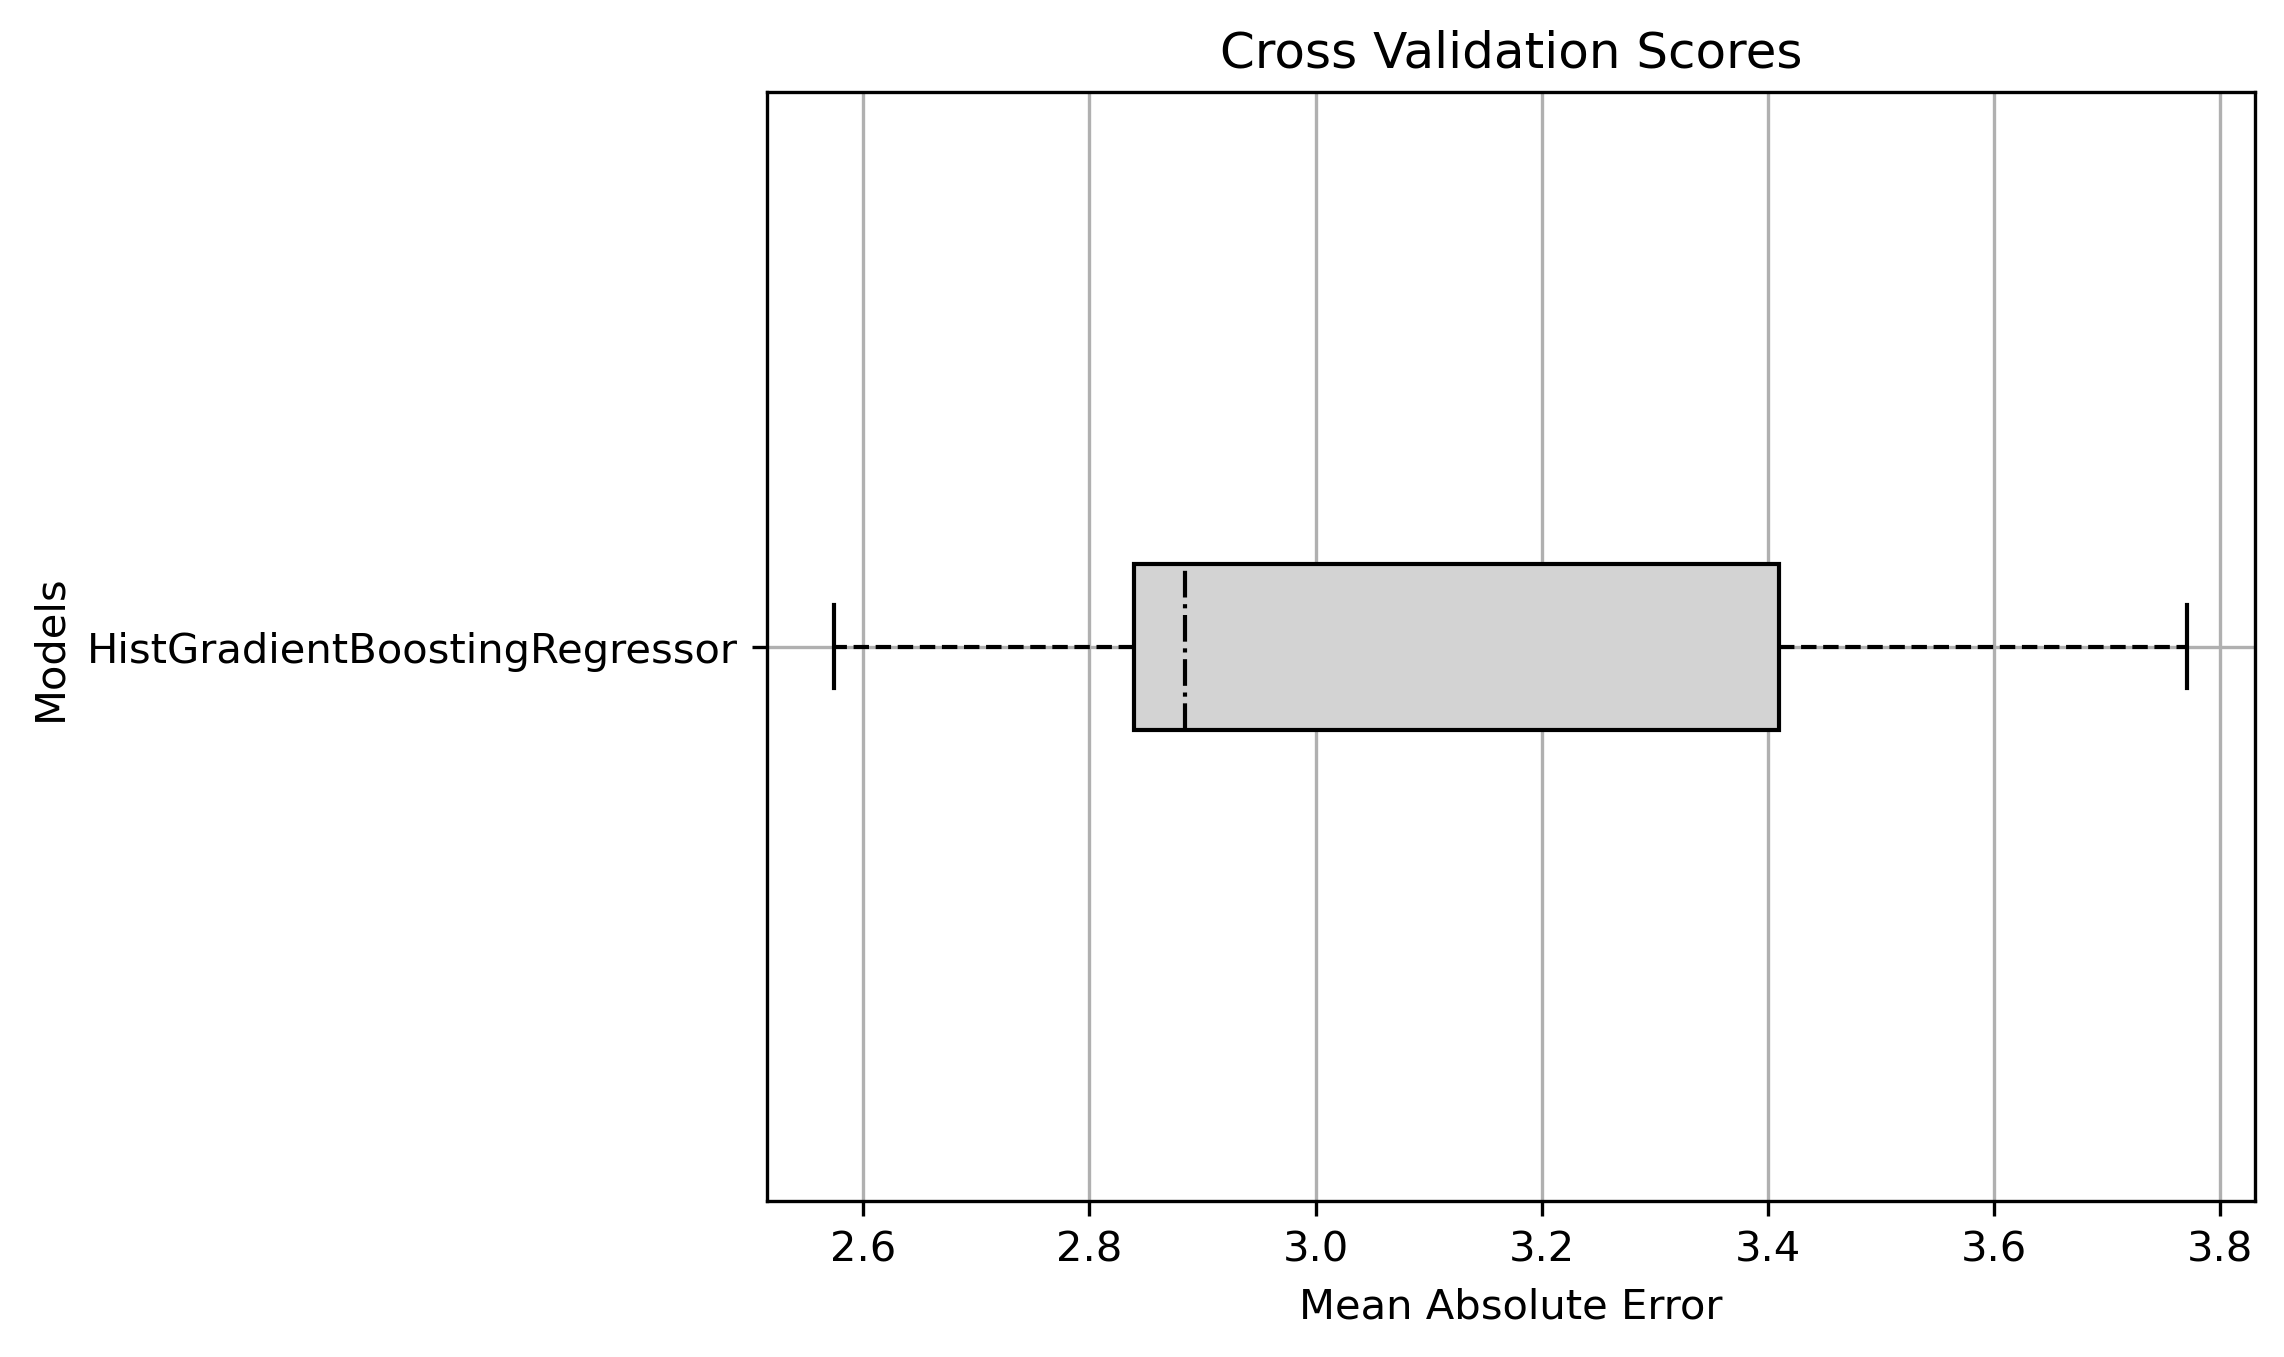 Cross Validation Scores
Models
HistGradientBoostingRegressor
2.6 2.8 3.0 3.2 3.4 3.6 3.8
Mean Absolute Error